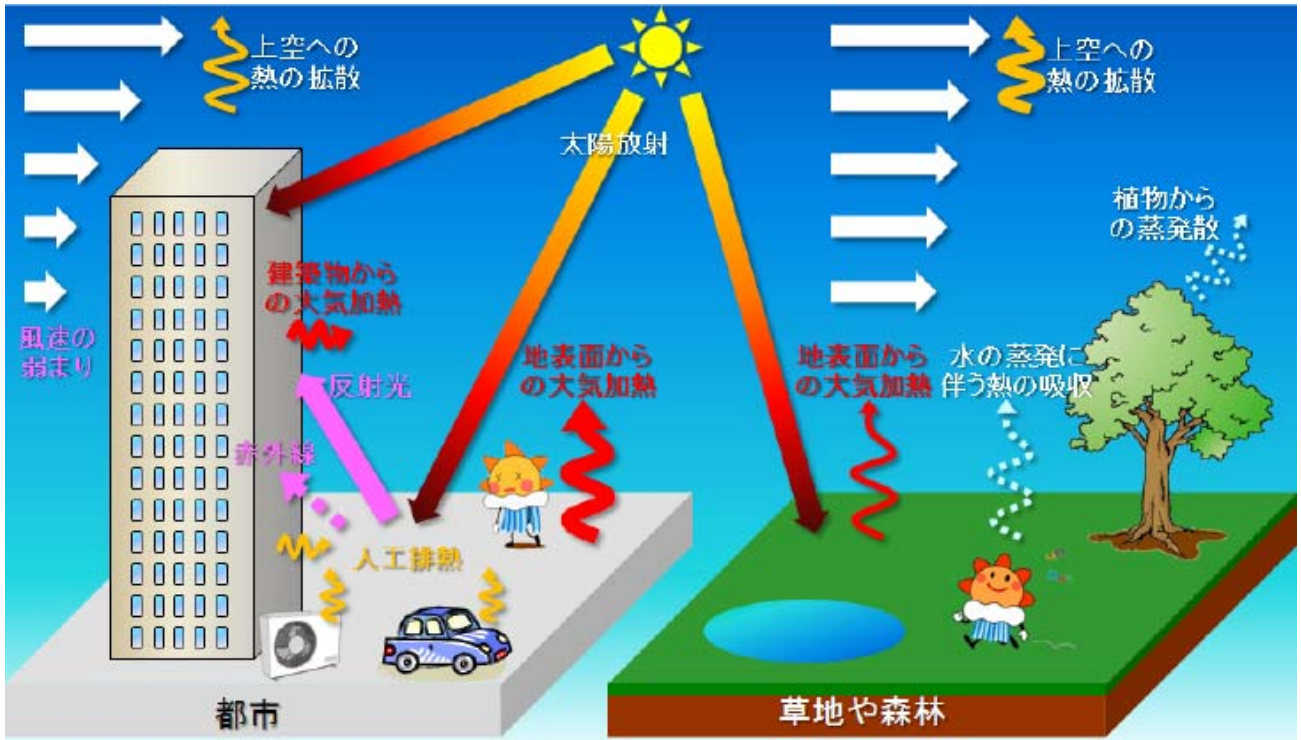 上空への
熱の拡散
太陽放射
上空への
熱の拡散
植物から
の蒸発散
建築物から
の大気加熱
風速の
弱まり
反射光
地表面から
の大気加熱
地表面から
の大気加熱
水の蒸発に
伴う熱の吸収
赤外線
人工排熱
都市
草地や森林